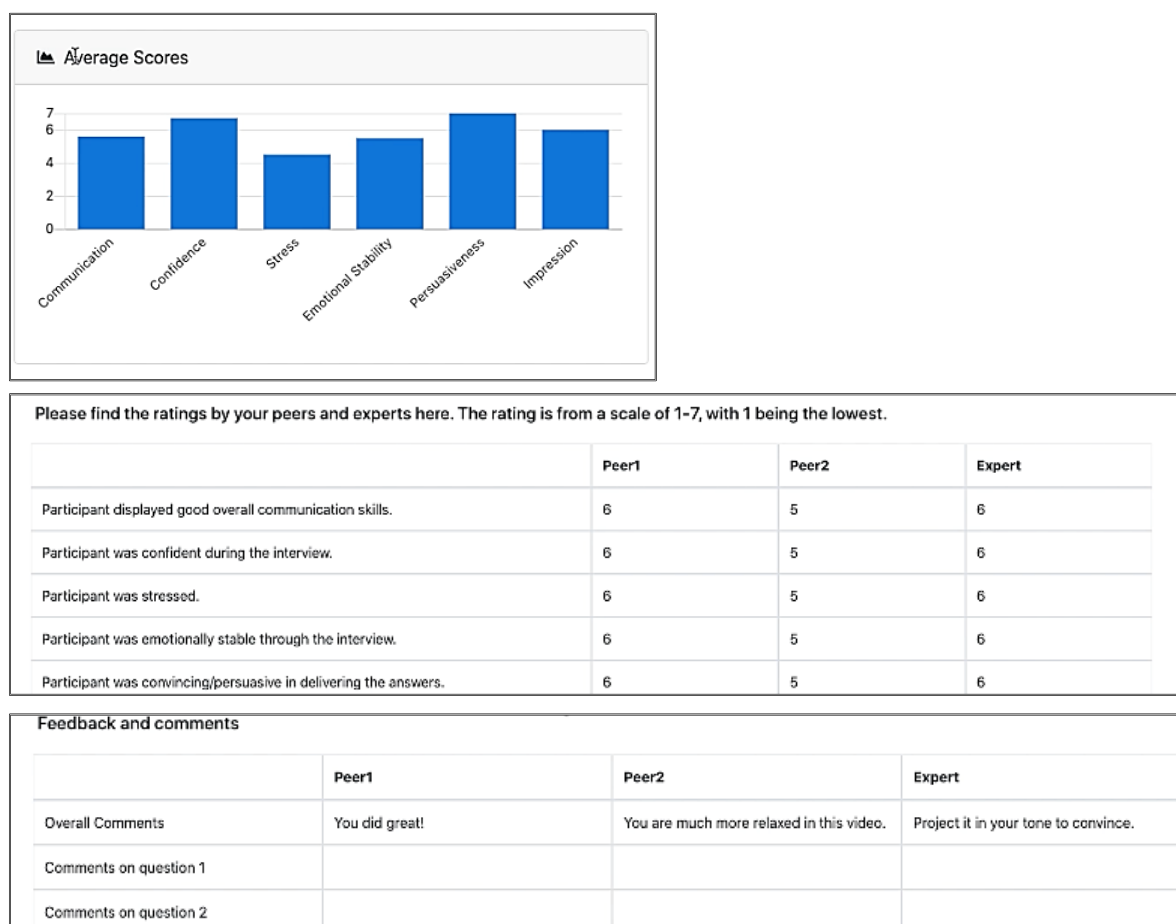 Average Scores
7
6
4
2
0
Communication
Confidence
Stress
Emotional Stability
Persuasiveness
Impression
Please find the ratings by your peers and experts here. The rating is from a scale of 1-7, with 1 being the lowest.
Peer1 Peer2 Expert
Participant displayed good overall communication skills. 6 5 6
Participant was confident during the interview. 6 5 6
Participant was stressed. 6 5 6
Participant was emotionally stable through the interview. 6 5 6
Participant was convincing/persuasive in delivering the answers. 6 5 6
Feedback and comments
Peer1 Peer2 Expert
Overall Comments You did great! You are much more relaxed in this video. Project it in your tone to convince.
Comments on question 1
Comments on question 2